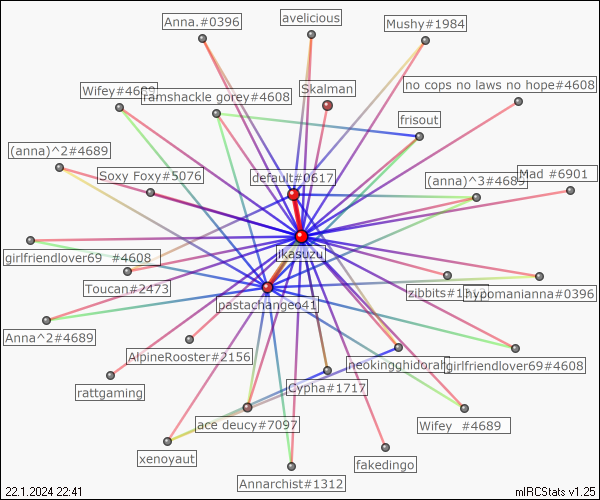 Anna.#0396
avelicious
Mushy#1984
Skalman
no cops no laws no hope#4608
Wifey#4689
ramshackle gorey#4608
frisout
(anna)^2#4689
Soxy Foxy#5076
default#0617
(anna)^3#4689
Mad #6901
girlfriendlover69 #4608
jkasuzu
Toucan#2473
zibbits#1
hypomanianna#0396
pastachangeo41
Anna^2#4689
AlpineRooster#2156
neokingghidorah
girlfriendlover69#4608
rattgaming
Cypha#1717
ace deucy#7097
Wifey #4689
xenoyaut
Annarchist#1312
fakedingo
22.1.2024 22:41
mIRCStats v1.25